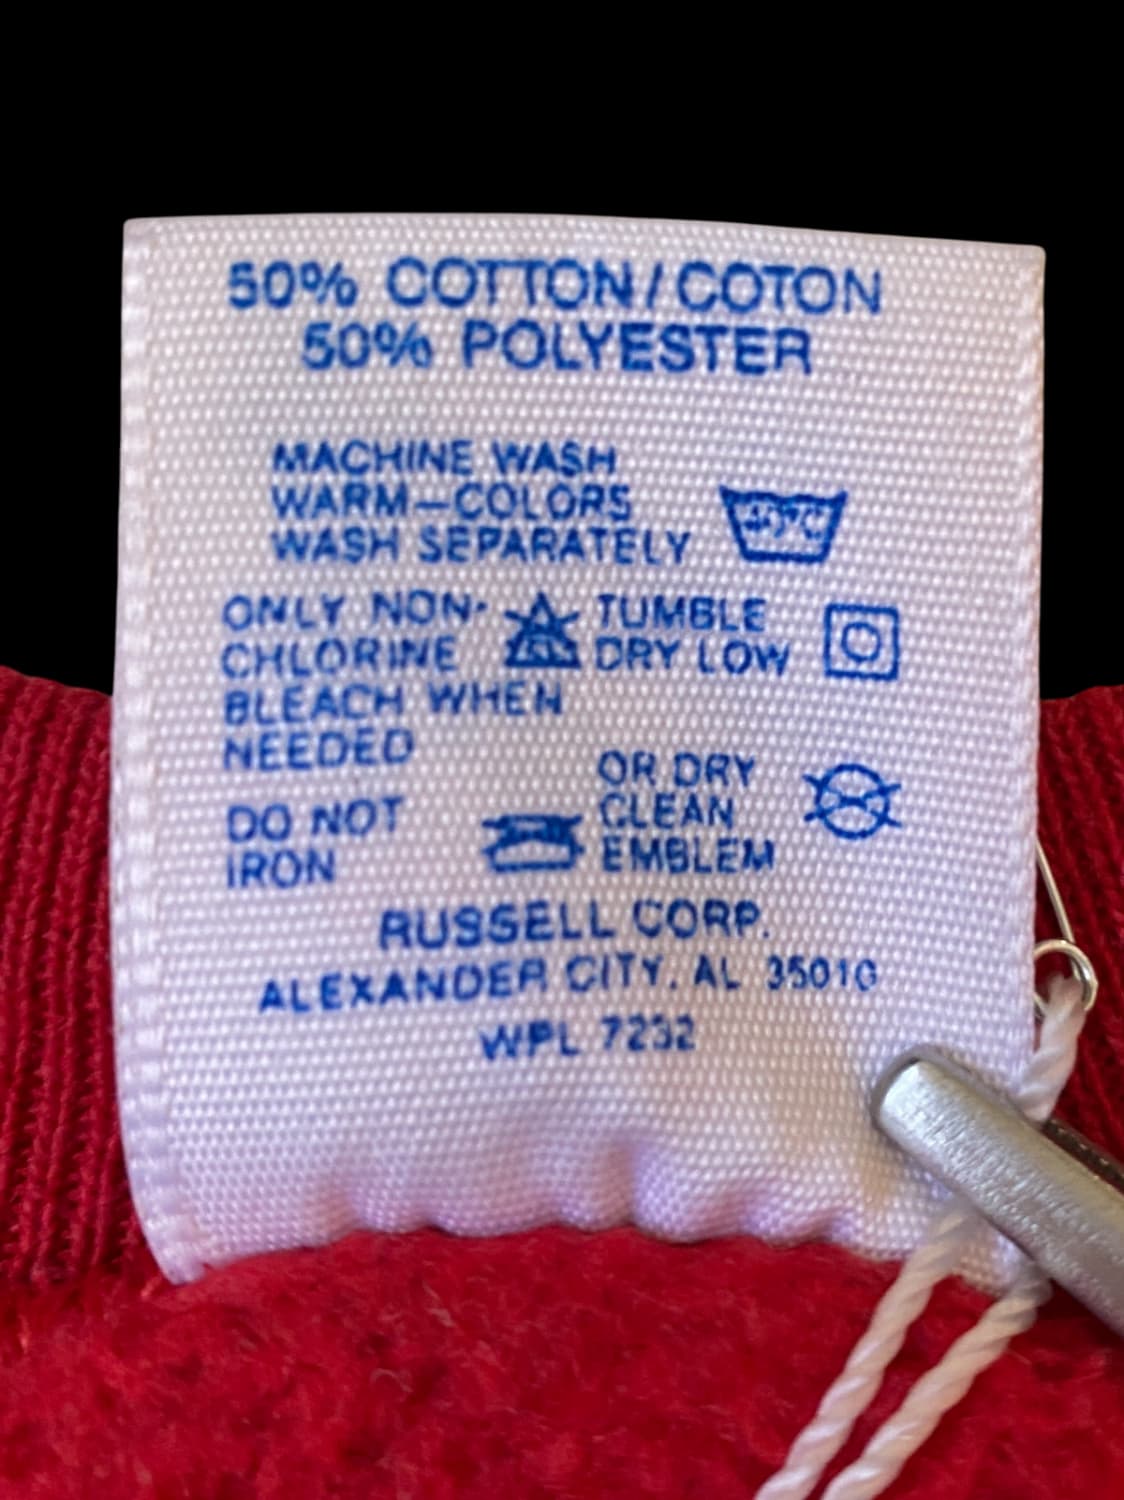 50% COTTON / COTON
50% POLYESTER
MACHINE WASH
WARM—COLORS
WASH SEPARATELY
40°C
ONLY NON-
CHLORINE
BLEACH WHEN
NEEDED
TUMBLE
DRY LOW
DO NOT
IRON
OR DRY
CLEAN
EMBLEM
RUSSELL CORP.
ALEXANDER CITY, AL 35010
WPL 7232